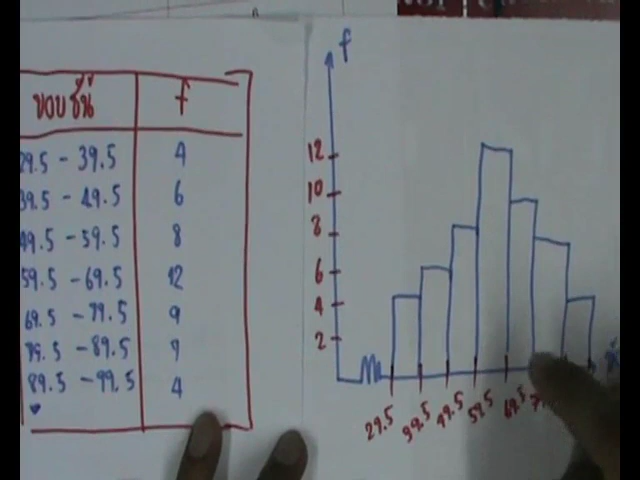 ขอบชั้น f
29.5 - 39.5 4
39.5 - 49.5 6
49.5 - 59.5 8
59.5 - 69.5 12
69.5 - 79.5 9
79.5 - 89.5
89.5 - 99.5 4
f
12
10
8
6
4
2
29.5 39.5 49.5 59.5 69.5